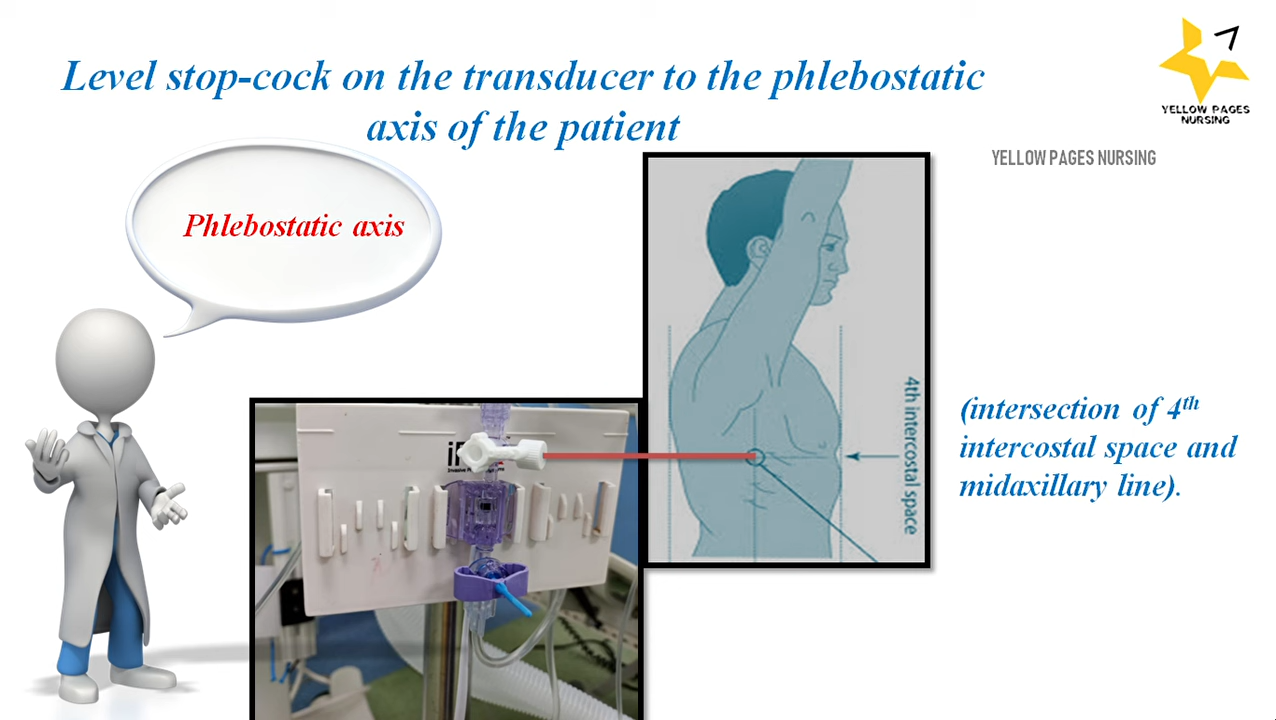 Level stop-cock on the transducer to the phlebostatic
axis of the patient
YELLOW PAGES
NURSING
YELLOW PAGES NURSING
Phlebostatic axis
4th intercostal space
(intersection of 4th
intercostal space and
midaxillary line).